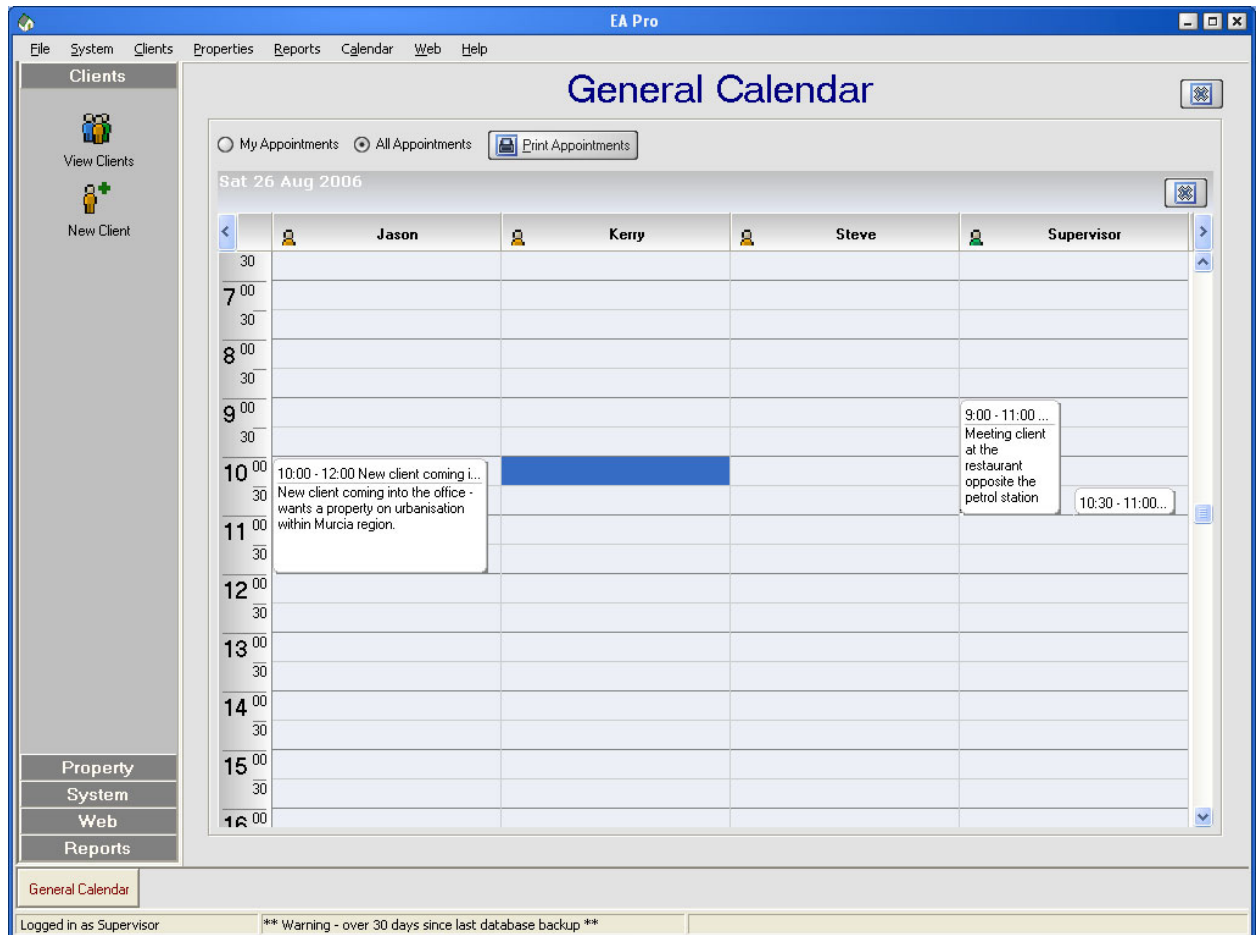 EA Pro
File System Clients Properties Reports Calendar Web Help
Clients
View Clients
New Client
Property
System
Web
Reports
General Calendar
My Appointments All Appointments Print Appointments
Sat 26 Aug 2006
Jason Kerry Steve Supervisor
30
7 00
30
8 00
30
9 00
30
10 00
30
11 00
30
12 00
30
13 00
30
14 00
30
15 00
30
16 00
10:00 - 12:00 New client coming i...
New client coming into the office -
wants a property on urbanisation
within Murcia region.
9:00 - 11:00 ...
Meeting client
at the
restaurant
opposite the
petrol station
10:30 - 11:00...
General Calendar
Logged in as Supervisor ** Warning - over 30 days since last database backup **